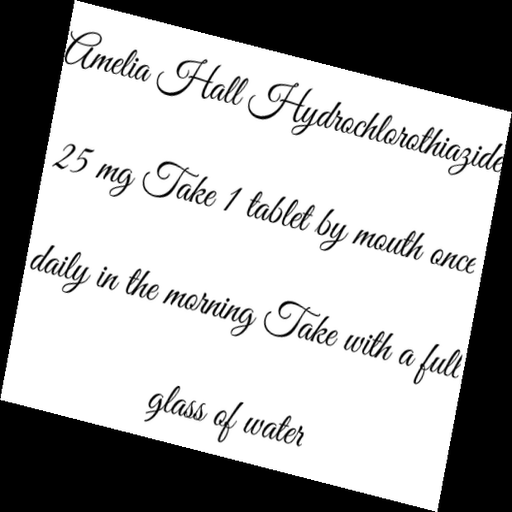 Amelia Hall Hydrochlorothiazide
25 mg Take 1 tablet by mouth once
daily in the morning Take with a full
glass of water